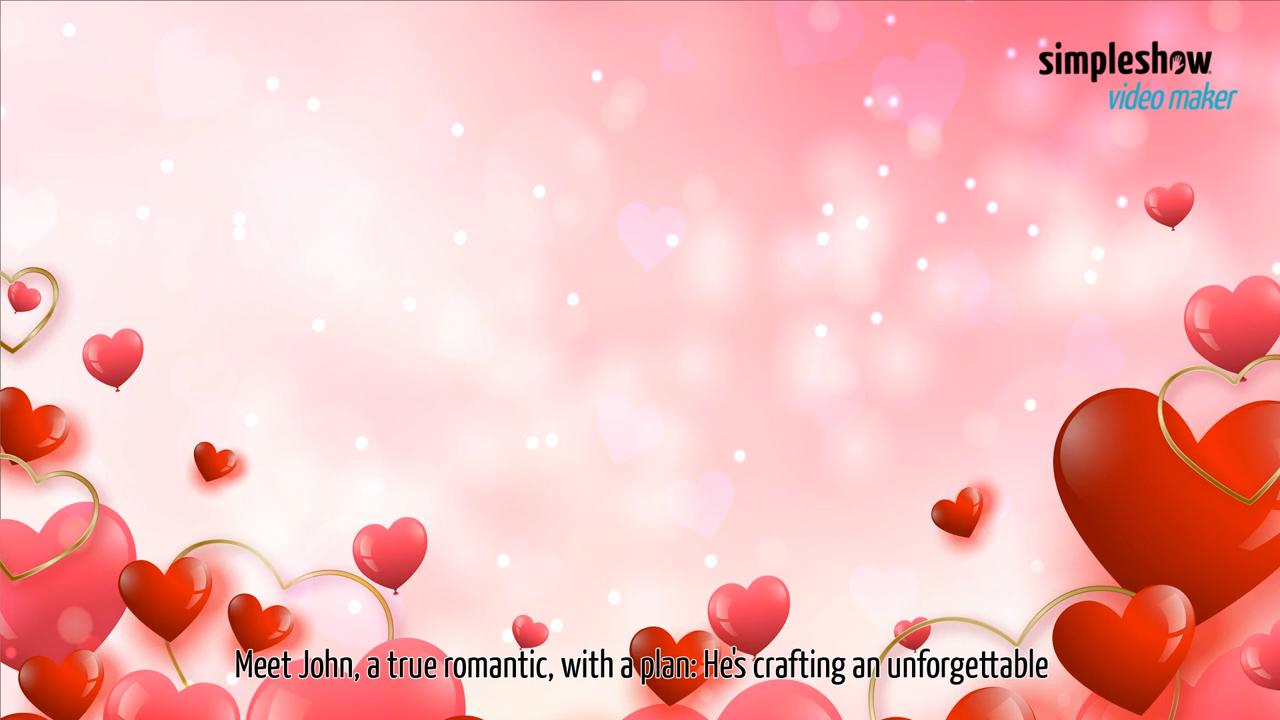 simpleshow
video maker
Meet John, a true romantic, with a plan: He's crafting an unforgettable